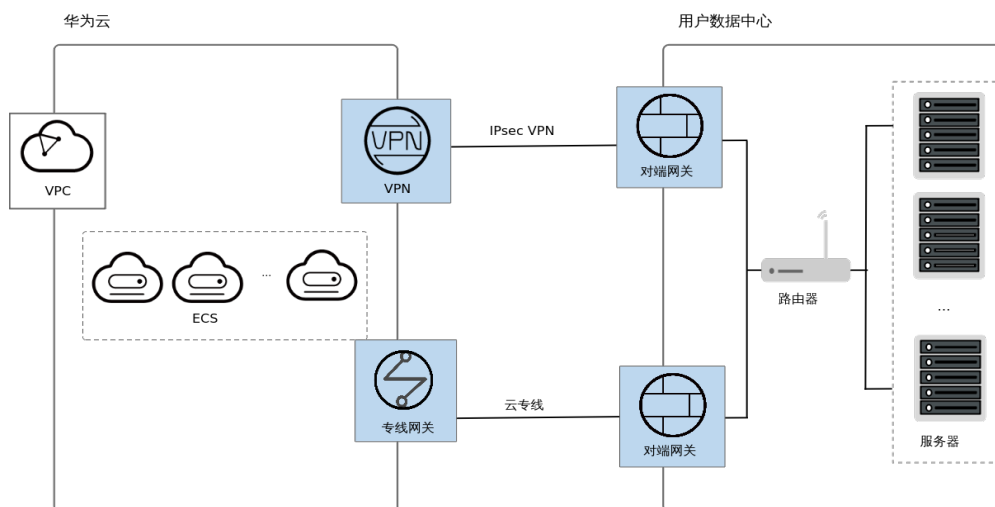 华为云
用户数据中心
VPC
VPN
VPN
IPsec VPN
对端网关
ECS
...
路由器
...
专线网关
云专线
对端网关
服务器